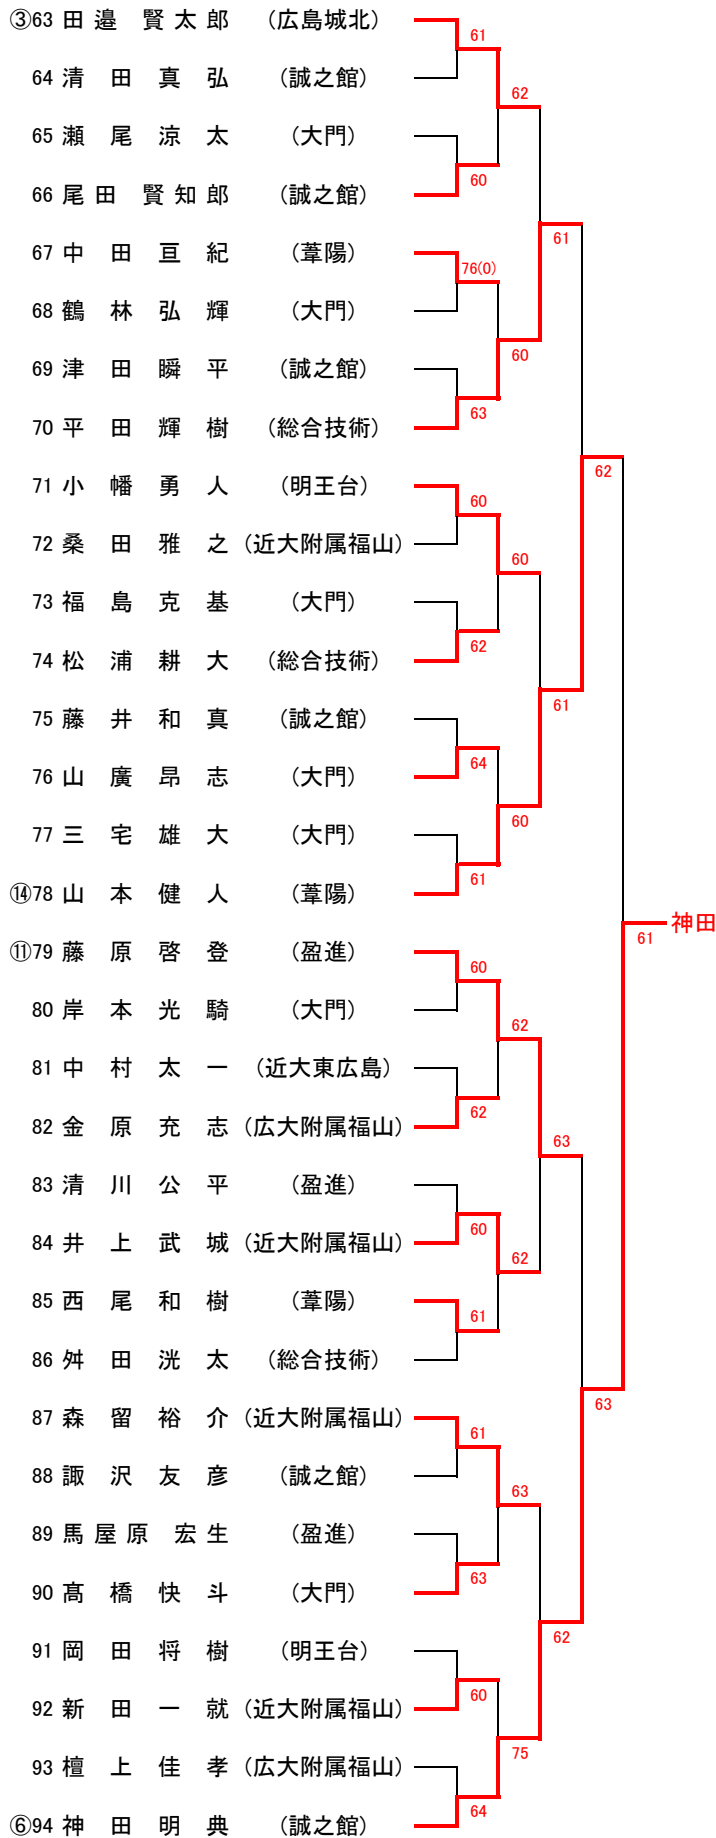 ③63 田邉 賢太郎 (広島城北)
61
64 清田真弘 (誠之館)
62
65 瀬尾涼太 (大門)
60
66 尾田 賢知郎 (誠之館)
61
67 中田亘紀 (葦陽)
76(0)
68 鶴林弘輝 (大門)
60
69 津田瞬平 (誠之館)
63
70 平田輝樹 (総合技術)
62
71 小幡勇人 (明王台)
60
72 桑田雅之 (近大附属福山)
60
73 福島克基 (大門)
62
74 松浦耕大 (総合技術)
61
75 藤井和真 (誠之館)
64
76 山廣昂志 (大門)
60
77 三宅雄大 (大門)
61
⑭78 山本健人 (葦陽)
神田
61
⑪79 藤原啓登 (盈進)
60
80 岸本光騎 (大門)
62
81 中村太一 (近大東広島)
62
82 金原充志 (広大附属福山)
63
83 清川公平 (盈進)
60
84 井上武城 (近大附属福山)
62
85 西尾和樹 (葦陽)
61
86 舛田洸太 (総合技術)
63
87 森留裕介 (近大附属福山)
61
88 諏沢友彦 (誠之館)
63
89 馬屋原 宏生 (盈進)
63
90 髙橋快斗 (大門)
62
91 岡田将樹 (明王台)
60
92 新田一就 (近大附属福山)
75
93 檀上佳孝 (広大附属福山)
64
⑥94 神田明典 (誠之館)